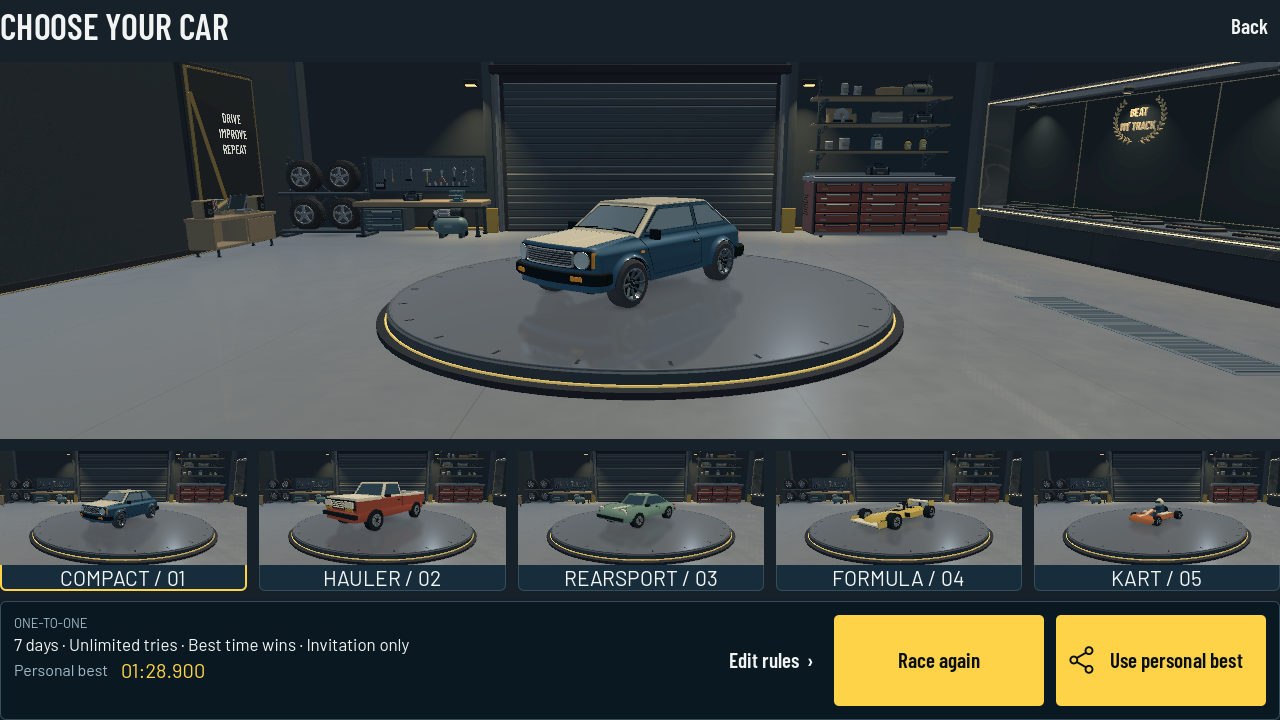 CHOOSE YOUR CAR
Back
DRIVE
IMPROVE
REPEAT
BEAT
MY TRACK
COMPACT / 01
HAULER / 02
REARSPORT / 03
FORMULA / 04
KART / 05
ONE-TO-ONE
7 days · Unlimited tries · Best time wins · Invitation only
Personal best 01:28.900
Edit rules ›
Race again
Use personal best